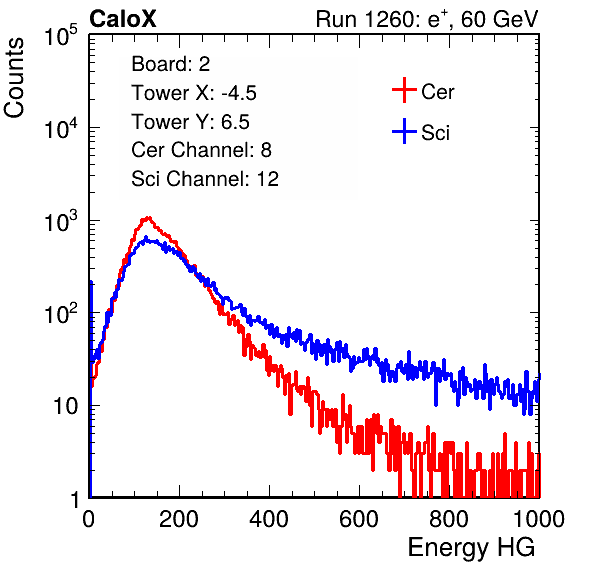 CaloX Run 1260: e⁺, 60 GeV
Counts
10⁵
10⁴
10³
10²
10
1
Board: 2
Tower X: -4.5
Tower Y: 6.5
Cer Channel: 8
Sci Channel: 12
Cer
Sci
0 200 400 600 800 1000
Energy HG